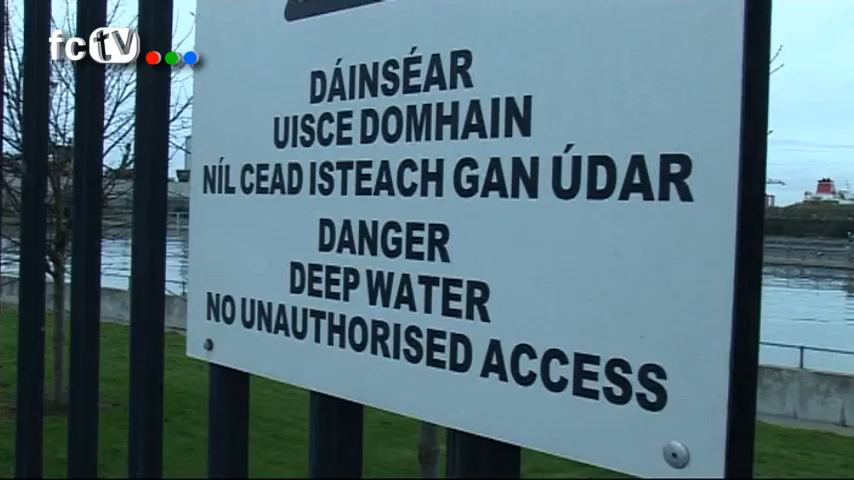 fctv
DÁINSÉAR
UISCE DOMHAIN
NÍL CEAD ISTEACH GAN ÚDAR
DANGER
DEEP WATER
NO UNAUTHORISED ACCESS